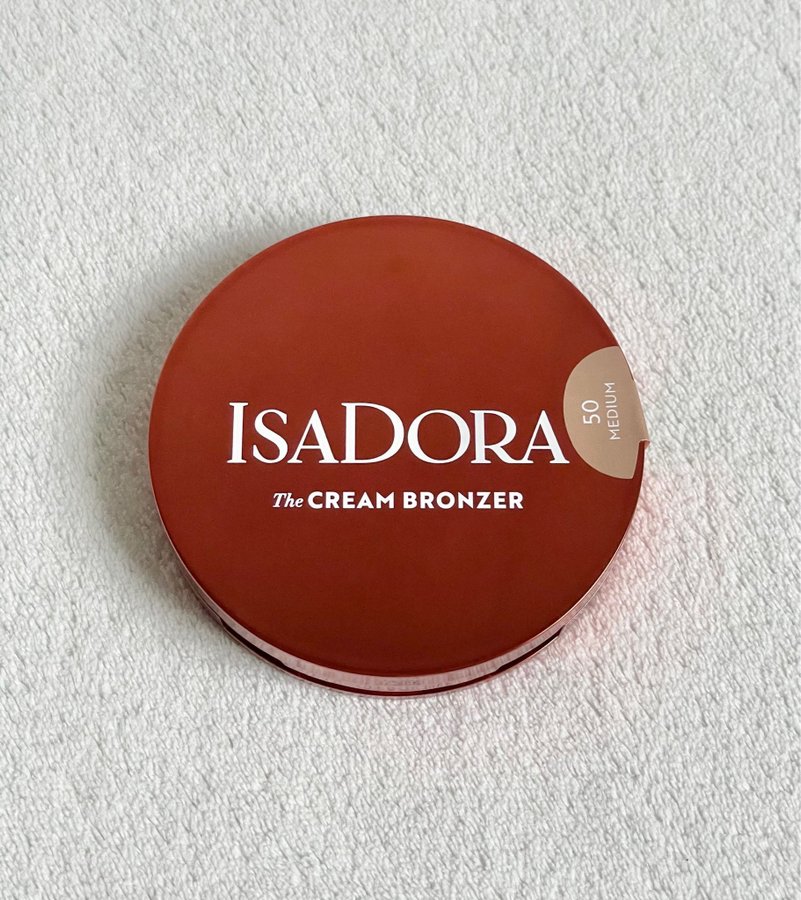 ISADORA
The CREAM BRONZER
50
MEDIUM